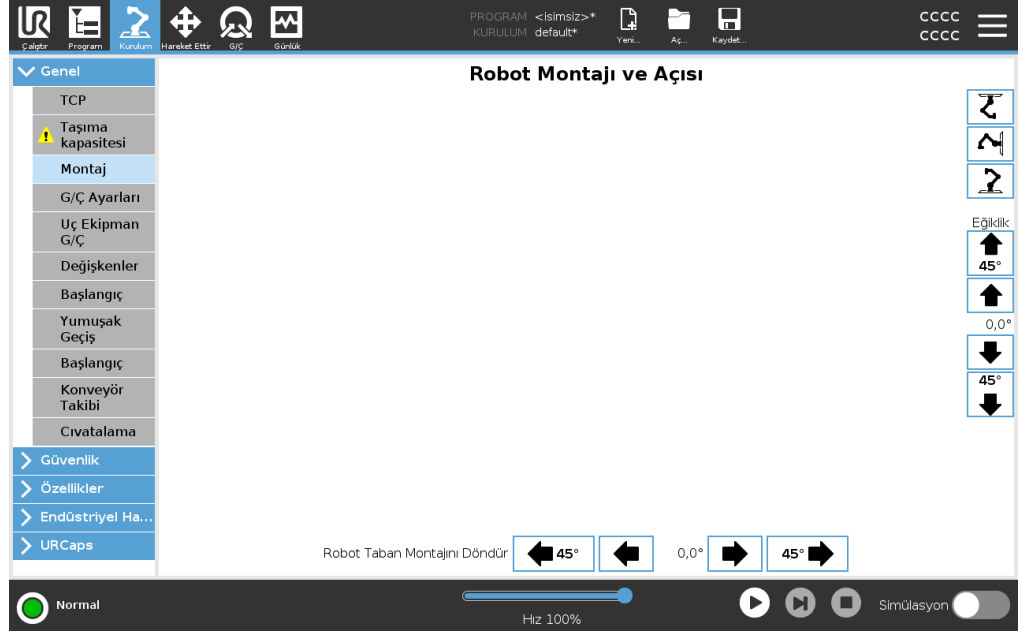 PROGRAM <isimsiz>*
KURULUM default*
Çalıştır
Program
Kurulum
Hareket Ettir
G/Ç
Günlük
Yeni...
Aç...
Kaydet...
CCCC
CCCC
Genel
TCP
Taşıma
kapasitesi
Montaj
G/Ç Ayarları
Uç Ekipman
G/Ç
Değişkenler
Başlangıç
Yumuşak
Geçiş
Başlangıç
Konveyör
Takibi
Cıvatalama
Güvenlik
Özellikler
Endüstriyel Ha...
URCaps
Robot Montajı ve Açısı
Eğiklik
45°
0,0°
45°
Robot Taban Montajını Döndür
45°
0,0°
45°
Normal
Hız 100%
Simülasyon